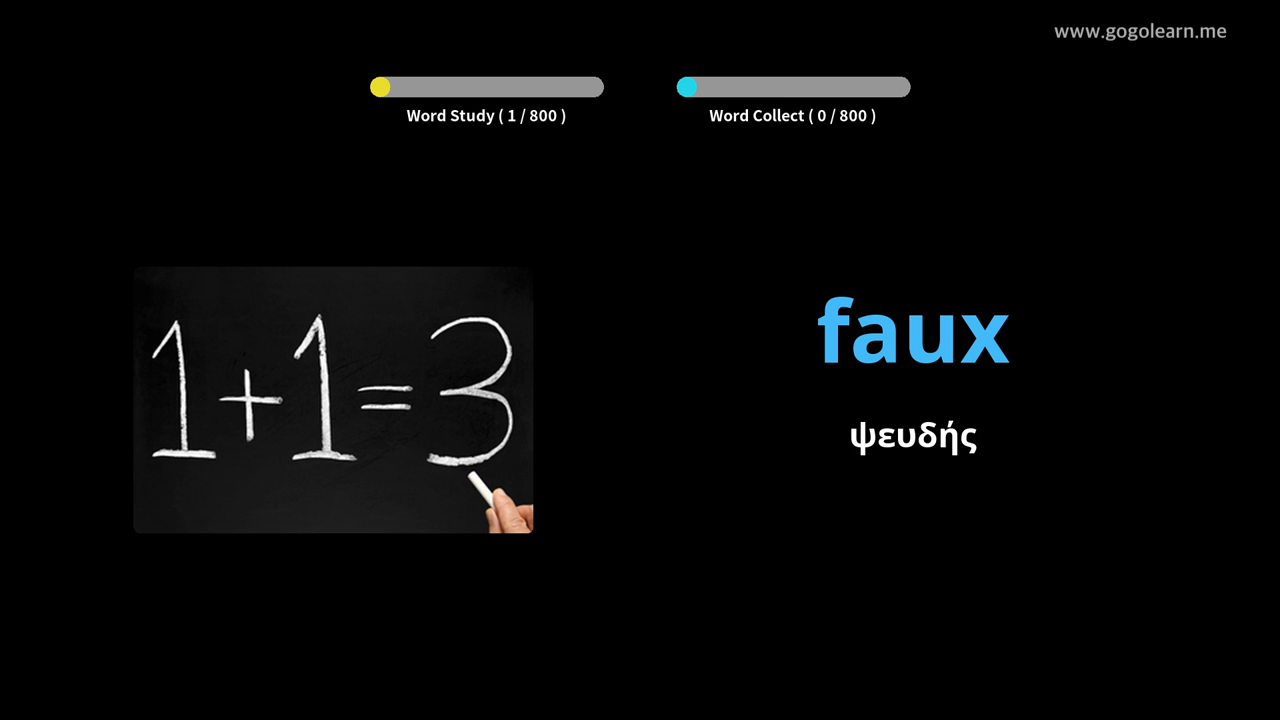 www.gogolearn.me
Word Study ( 1 / 800 )
Word Collect ( 0 / 800 )
1+1=3
faux
ψευδής